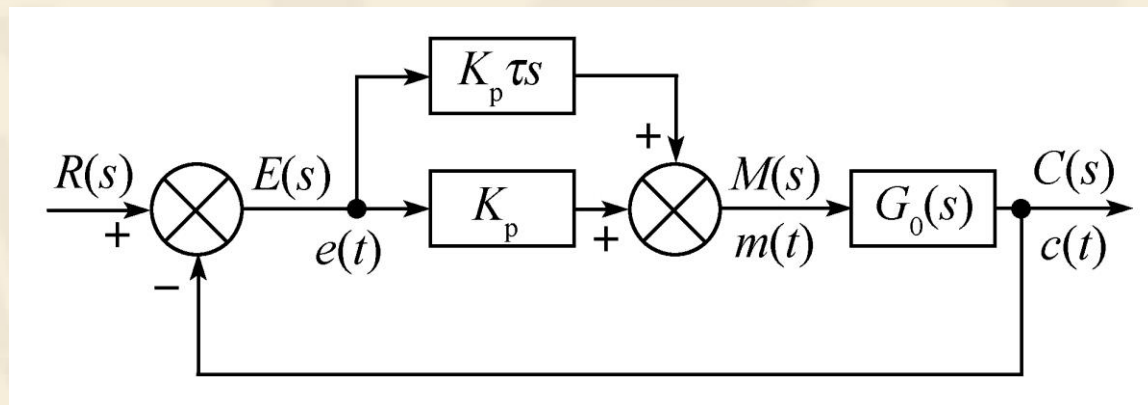 K_p τs
+
R(s)
E(s)
M(s)
C(s)
K_p
G_0(s)
+
+
e(t)
m(t)
c(t)
−